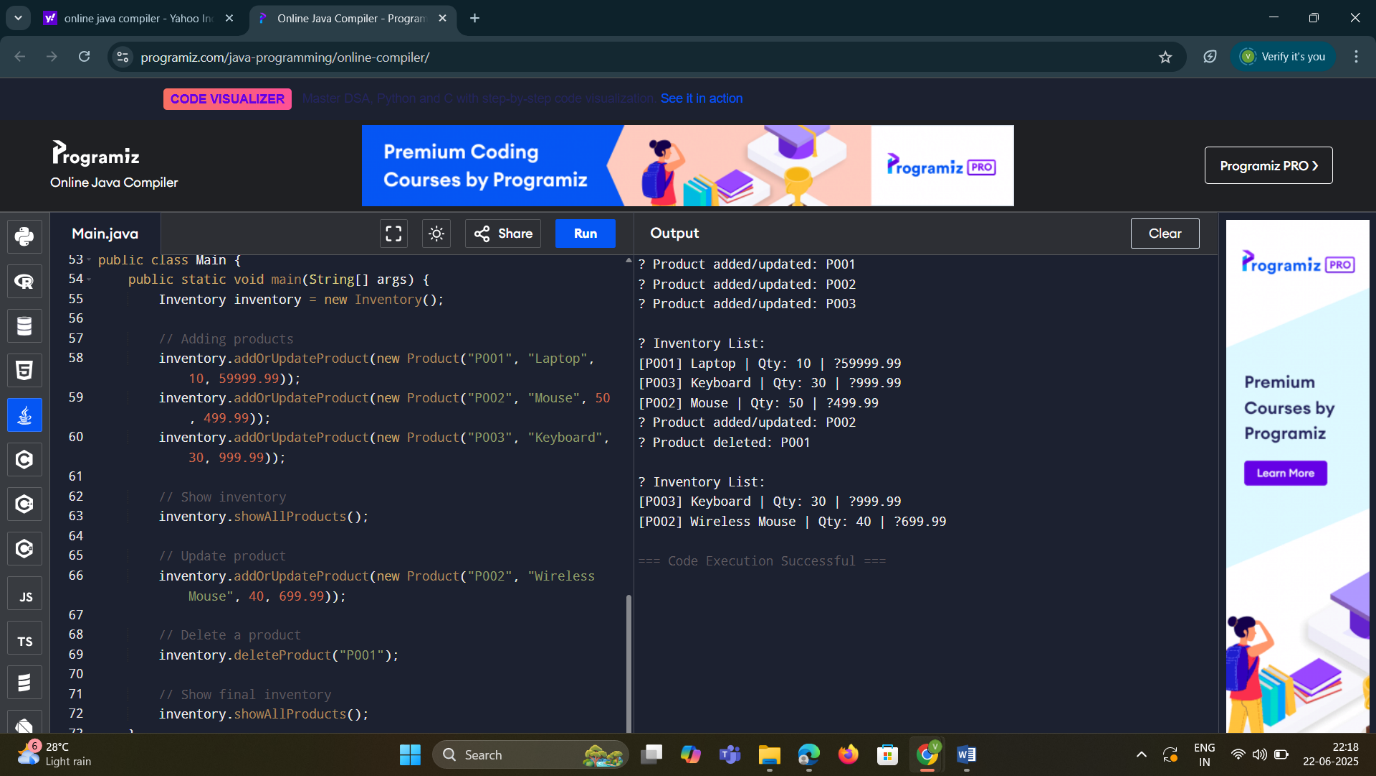 online java compiler - Yahoo In
Online Java Compiler - Program
programiz.com/java-programming/online-compiler/
Verify it's you
CODE VISUALIZER Master DSA, Python and C with step-by-step code visualization. See it in action
Programiz
Online Java Compiler
Premium Coding
Courses by Programiz
Programiz PRO
Programiz PRO
Main.java
Share
Run
Output
Clear
53 public class Main {
54 public static void main(String[] args) {
55 Inventory inventory = new Inventory();
56
57 // Adding products
58 inventory.addOrUpdateProduct(new Product("P001", "Laptop",
10, 59999.99));
59 inventory.addOrUpdateProduct(new Product("P002", "Mouse", 50
, 499.99));
60 inventory.addOrUpdateProduct(new Product("P003", "Keyboard",
30, 999.99));
61
62 // Show inventory
63 inventory.showAllProducts();
64
65 // Update product
66 inventory.addOrUpdateProduct(new Product("P002", "Wireless
Mouse", 40, 699.99));
67
68 // Delete a product
69 inventory.deleteProduct("P001");
70
71 // Show final inventory
72 inventory.showAllProducts();
? Product added/updated: P001
? Product added/updated: P002
? Product added/updated: P003
? Inventory List:
[P001] Laptop | Qty: 10 | ?59999.99
[P003] Keyboard | Qty: 30 | ?999.99
[P002] Mouse | Qty: 50 | ?499.99
? Product added/updated: P002
? Product deleted: P001
? Inventory List:
[P003] Keyboard | Qty: 30 | ?999.99
[P002] Wireless Mouse | Qty: 40 | ?699.99
=== Code Execution Successful ===
Programiz PRO
Premium
Courses by
Programiz
Learn More
JS
TS
6
28°C
Light rain
Search
ENG
IN
22:18
22-06-2025